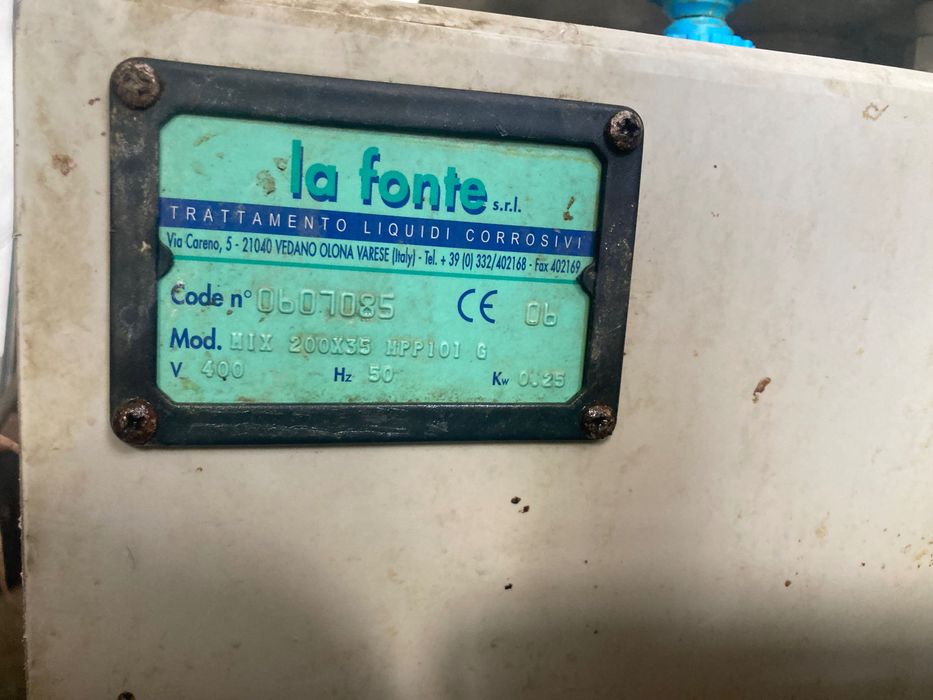 la fonte s.r.l.
TRATTAMENTO LIQUIDI CORROSIVI
Via Careno, 5 - 21040 VEDANO OLONA VARESE (Italy) - Tel. + 39 (0) 332/402168 - Fax 402169
Code n° 0607085 CE 06
Mod. MIX 200X35 MPP101 G
V 400 Hz 50 Kw 0.25